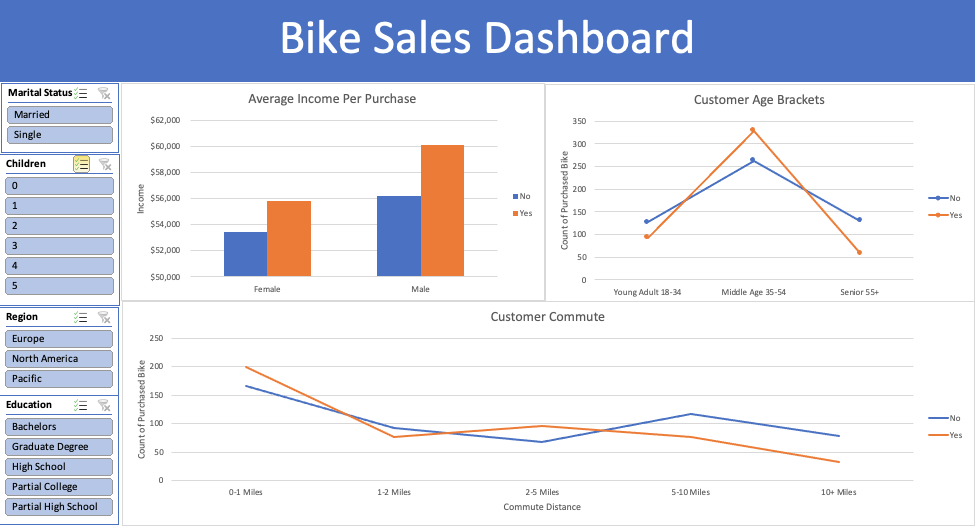 Bike Sales Dashboard
Marital Status
Married
Single
Children
0
1
2
3
4
5
Region
Europe
North America
Pacific
Education
Bachelors
Graduate Degree
High School
Partial College
Partial High School
Average Income Per Purchase
Income
$62,000
$60,000
$58,000
$56,000
$54,000
$52,000
$50,000
Female Male
No
Yes
Customer Age Brackets
Count of Purchased Bike
350
300
250
200
150
100
50
0
Young Adult 18-34 Middle Age 35-54 Senior 55+
No
Yes
Customer Commute
Count of Purchased Bike
250
200
150
100
50
0
0-1 Miles 1-2 Miles 2-5 Miles 5-10 Miles 10+ Miles
Commute Distance
No
Yes